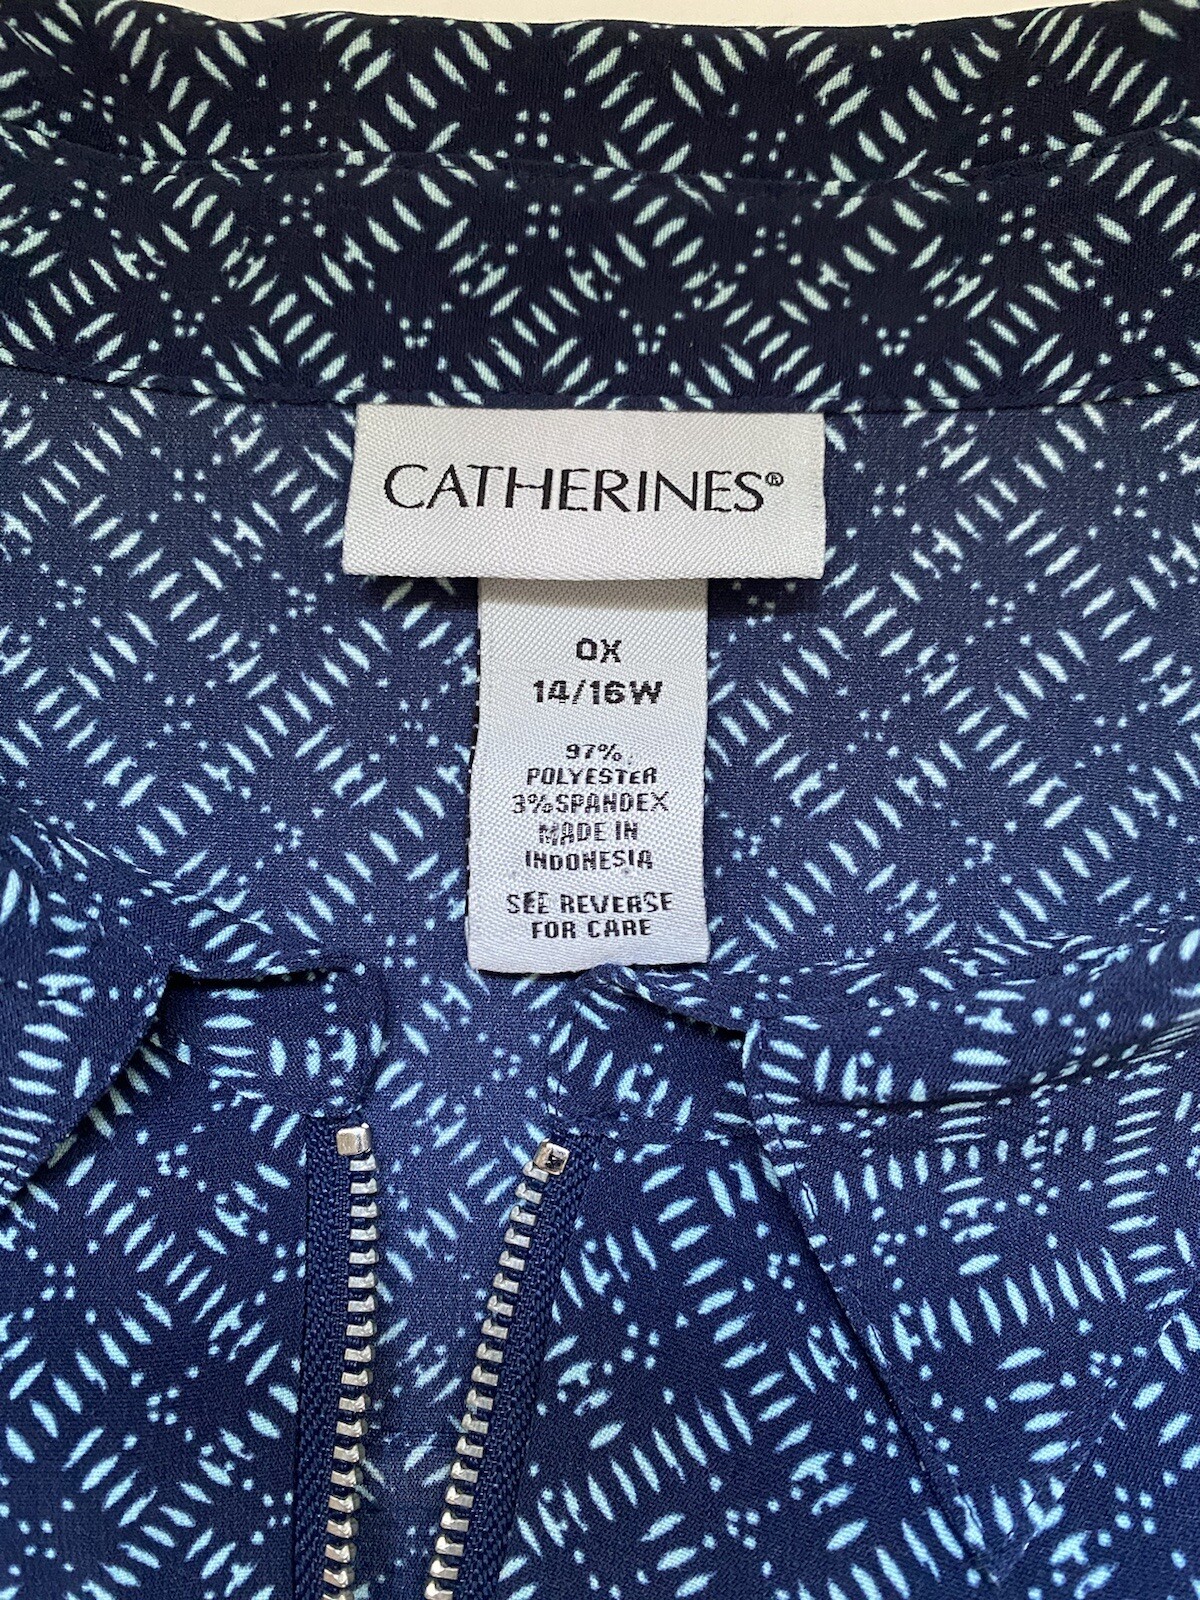 CATHERINES®
0X
14/16W
97%
POLYESTER
3%SPANDEX
MADE IN
INDONESIA
SEE REVERSE
FOR CARE